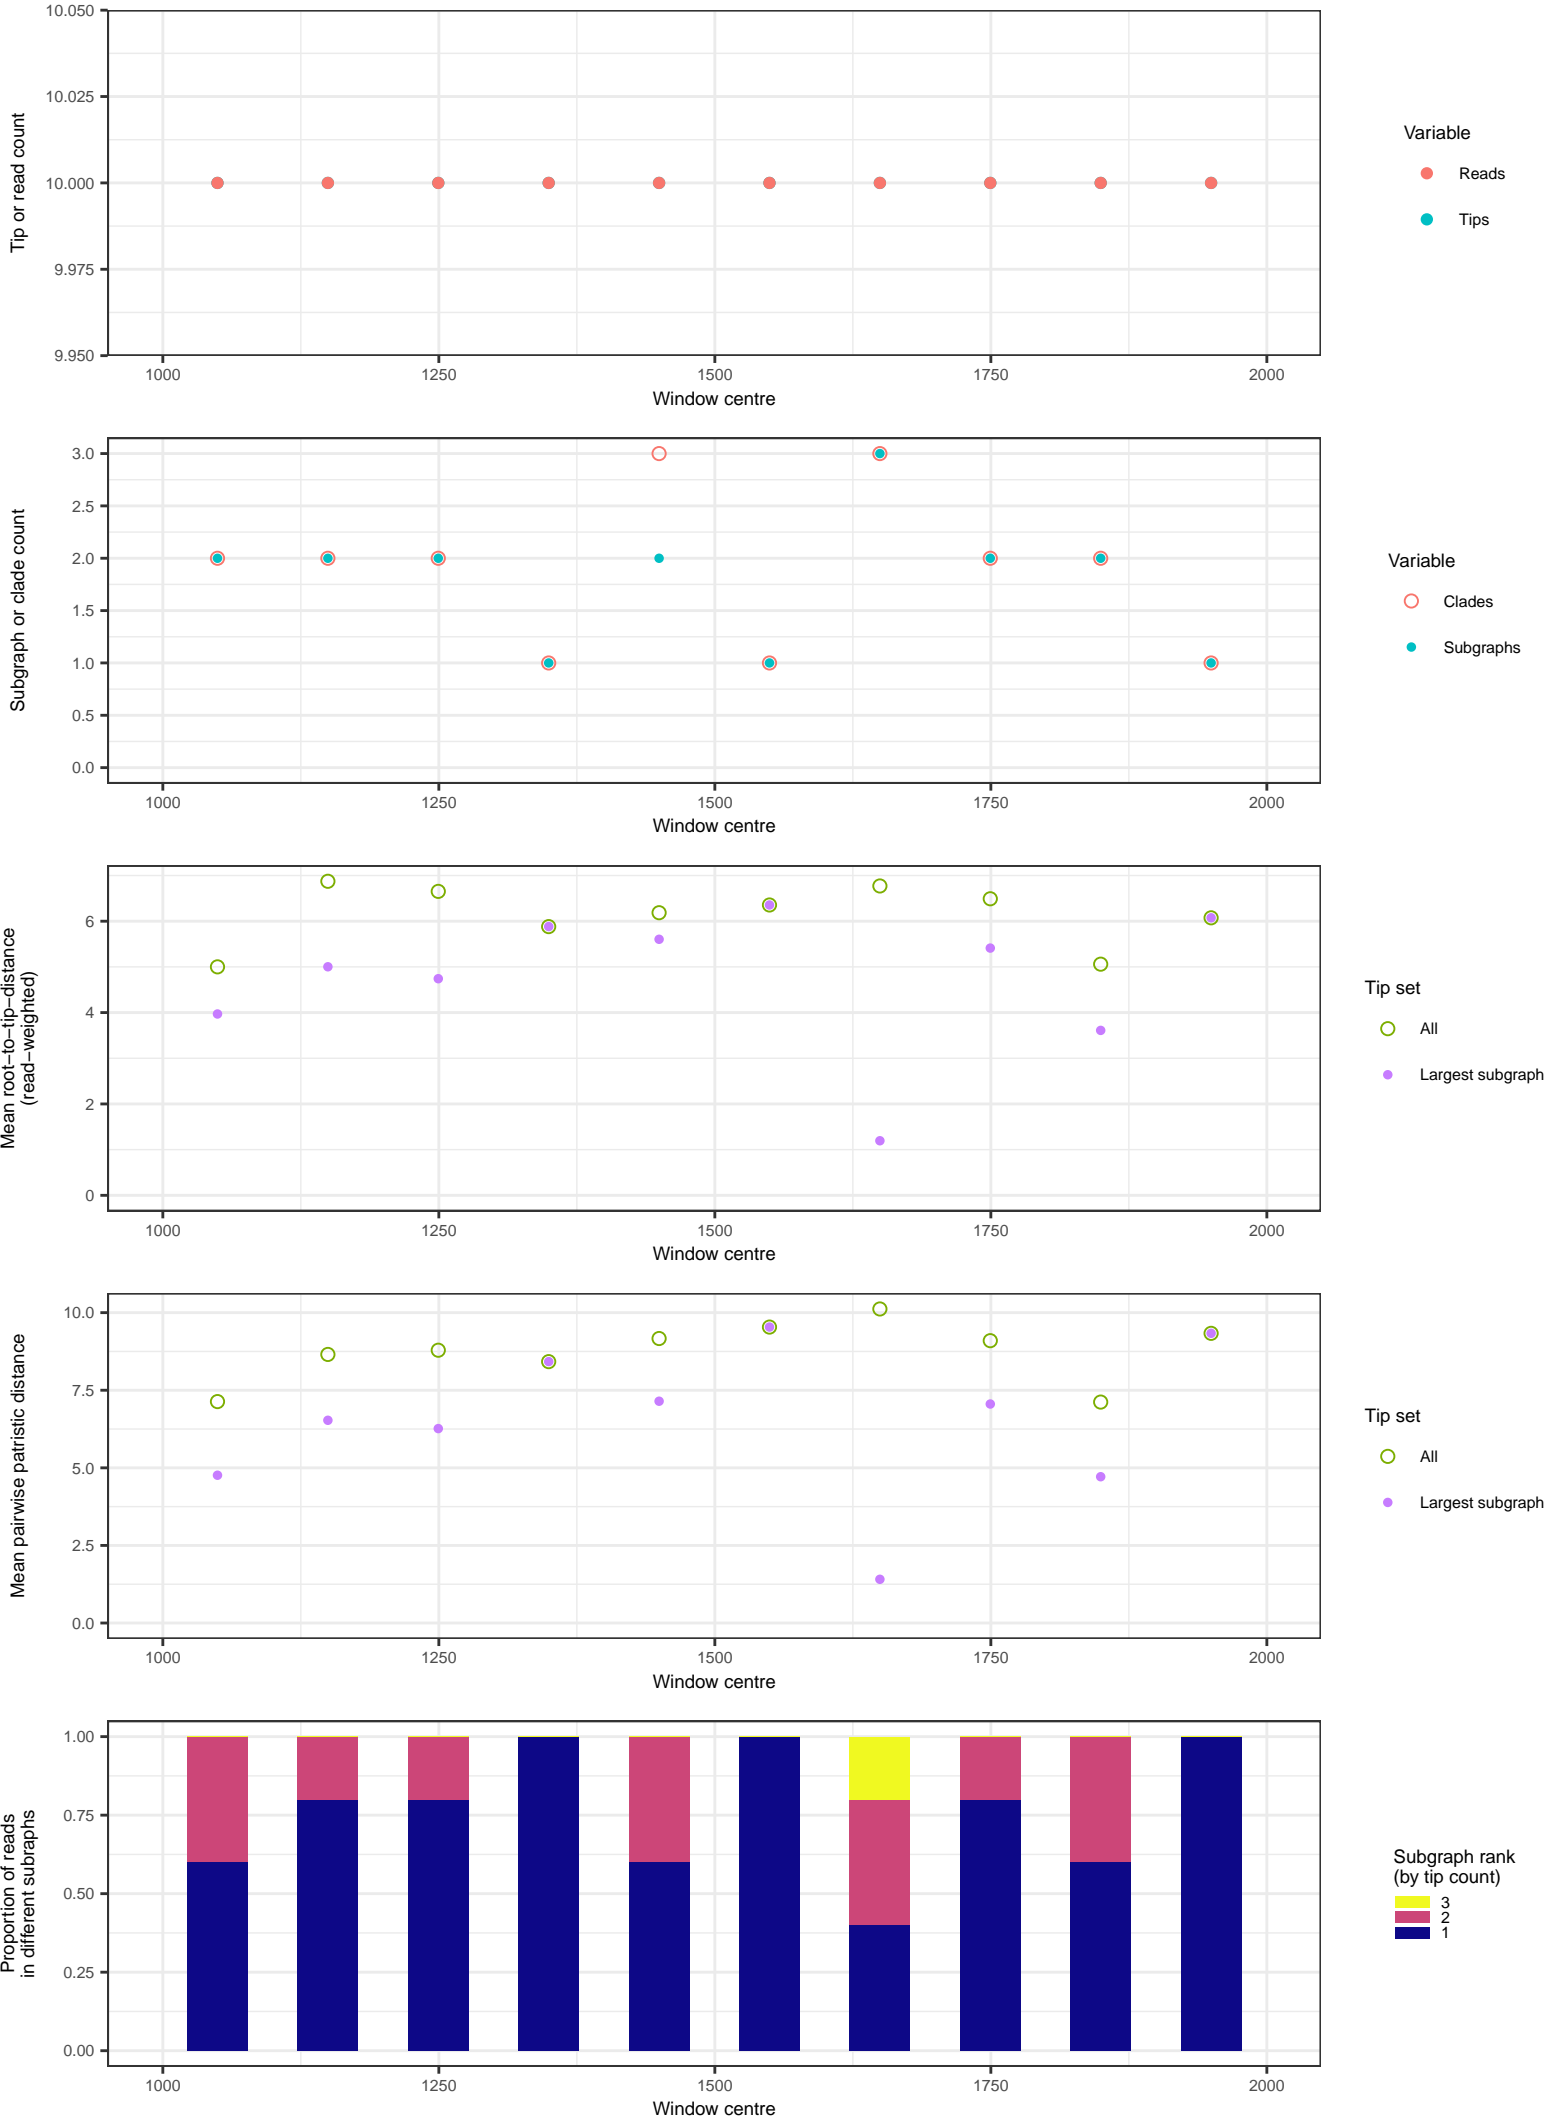 10.050
10.025
10.000
9.975
9.950
Tip or read count
1000 1250 1500 1750 2000
Window centre
Variable
Reads
Tips
3.0
2.5
2.0
1.5
1.0
0.5
0.0
Subgraph or clade count
1000 1250 1500 1750 2000
Window centre
Variable
Clades
Subgraphs
6
4
2
0
Mean root−to−tip−distance
(read−weighted)
1000 1250 1500 1750 2000
Window centre
Tip set
All
Largest subgraph
10.0
7.5
5.0
2.5
0.0
Mean pairwise patristic distance
1000 1250 1500 1750 2000
Window centre
Tip set
All
Largest subgraph
1.00
0.75
0.50
0.25
0.00
Proportion of reads
in different subraphs
1000 1250 1500 1750 2000
Window centre
Subgraph rank
(by tip count)
3
2
1